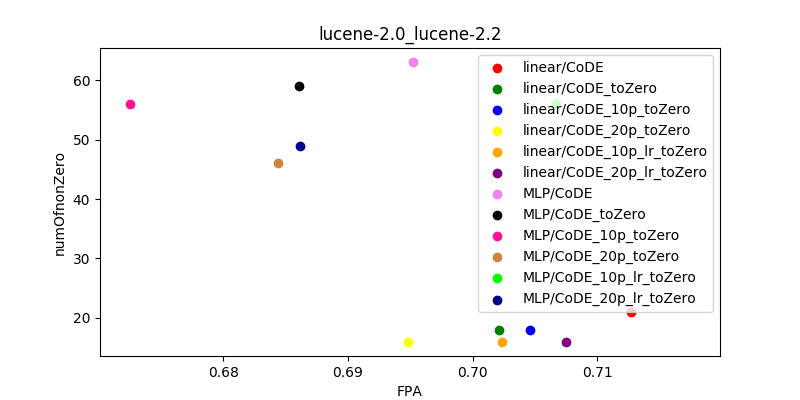 lucene-2.0_lucene-2.2
numOfnonZero
60
50
40
30
20
linear/CoDE
linear/CoDE_toZero
linear/CoDE_10p_toZero
linear/CoDE_20p_toZero
linear/CoDE_10p_lr_toZero
linear/CoDE_20p_lr_toZero
MLP/CoDE
MLP/CoDE_toZero
MLP/CoDE_10p_toZero
MLP/CoDE_20p_toZero
MLP/CoDE_10p_lr_toZero
MLP/CoDE_20p_lr_toZero
0.68 0.69 0.70 0.71
FPA